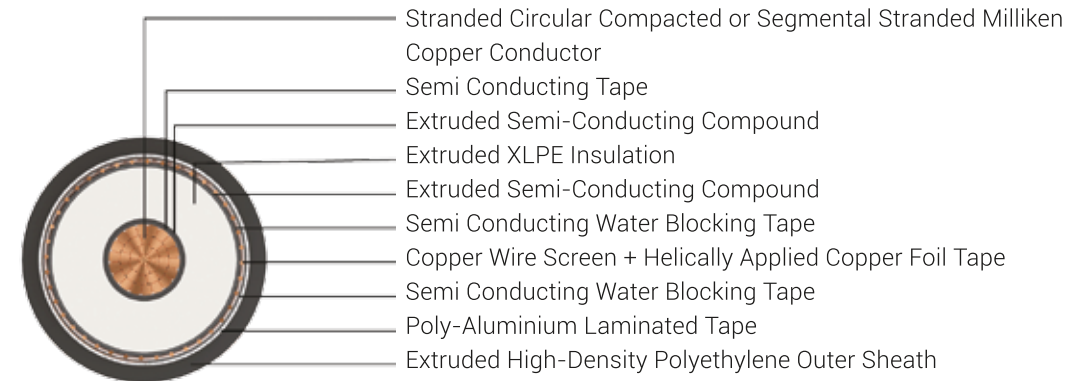 Stranded Circular Compacted or Segmental Stranded Milliken
Copper Conductor
Semi Conducting Tape
Extruded Semi-Conducting Compound
Extruded XLPE Insulation
Extruded Semi-Conducting Compound
Semi Conducting Water Blocking Tape
Copper Wire Screen + Helically Applied Copper Foil Tape
Semi Conducting Water Blocking Tape
Poly-Aluminium Laminated Tape
Extruded High-Density Polyethylene Outer Sheath